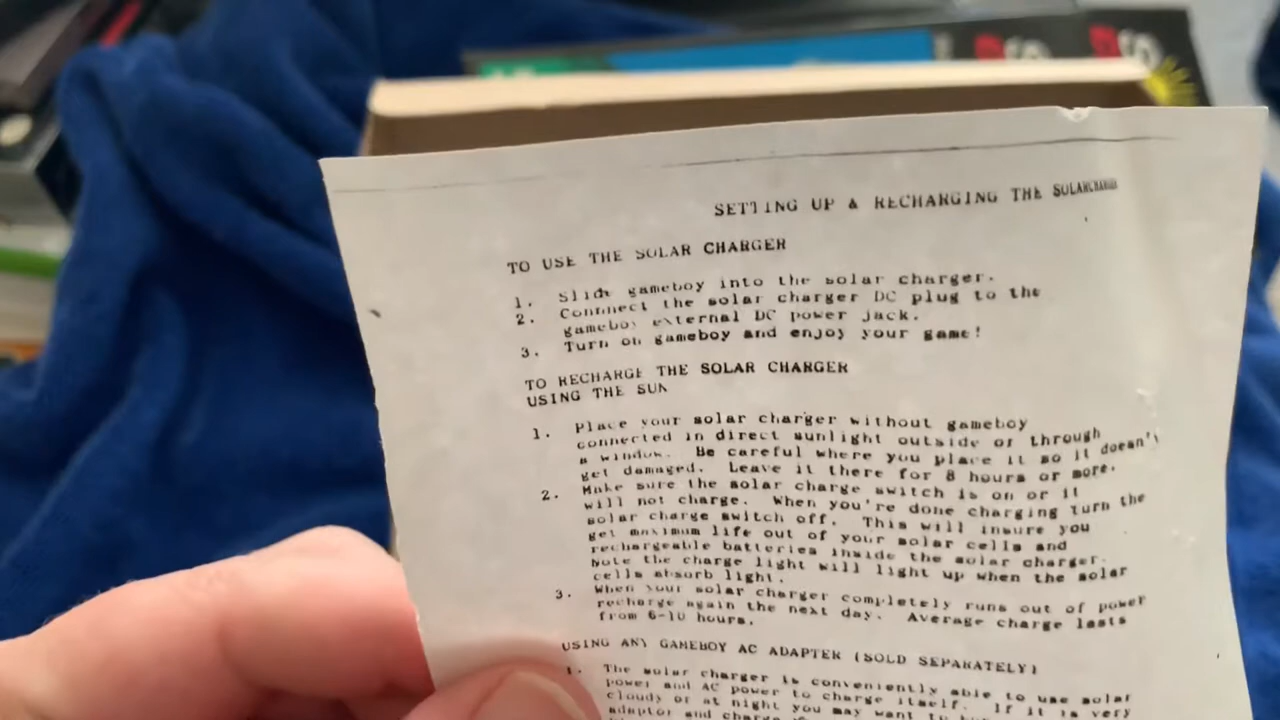 SETTING UP & RECHARGING THE SOLARCHARGER
TO USE THE SOLAR CHARGER
1. Slide gameboy into the solar charger.
2. Connnect the solar charger DC plug to the
gameboy external DC power jack.
3. Turn on gameboy and enjoy your game!
TO RECHARGE THE SOLAR CHARGER
USING THE SUN
1. Place your solar charger without gameboy
connected in direct sunlight outside or through
a window. Be careful where you place it so it doesn't
get damaged. Leave it there for 8 hours or more.
2. Make sure the solar charge switch is on or it
will not charge. When you're done charging turn the
solar charge switch off. This will insure you
get maximum life out of your solar cells and
rechargeable batteries inside the solar charger.
Note the charge light will light up when the solar
cells absorb light.
3. When your solar charger completely runs out of power
recharge again the next day. Average charge lasts
from 6-10 hours.
USING ANY GAMEBOY AC ADAPTER (SOLD SEPARATELY)
1. The solar charger is conveniently able to use solar
power and AC power to charge itself. If it is very
cloudy or at night you may want to
adaptor and charge